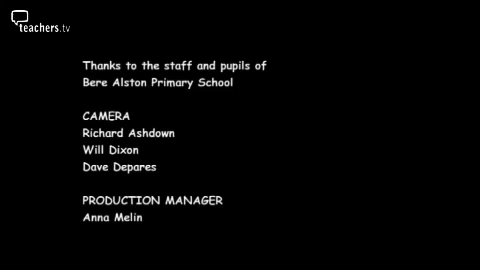 teachers.tv
Thanks to the staff and pupils of
Bere Alston Primary School
CAMERA
Richard Ashdown
Will Dixon
Dave Depares
PRODUCTION MANAGER
Anna Melin